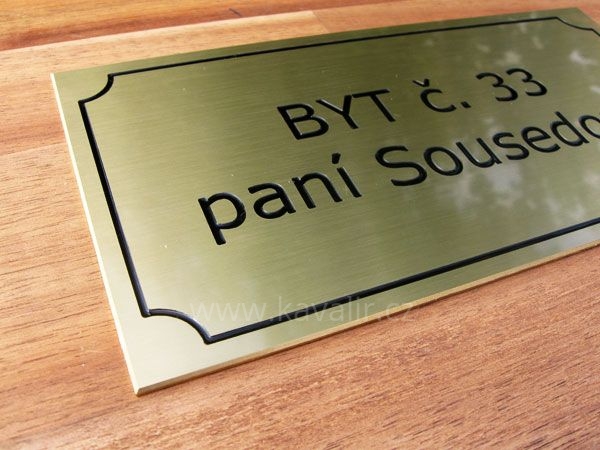 BYT č. 33
paní Sousedo
www.kavalir.cz